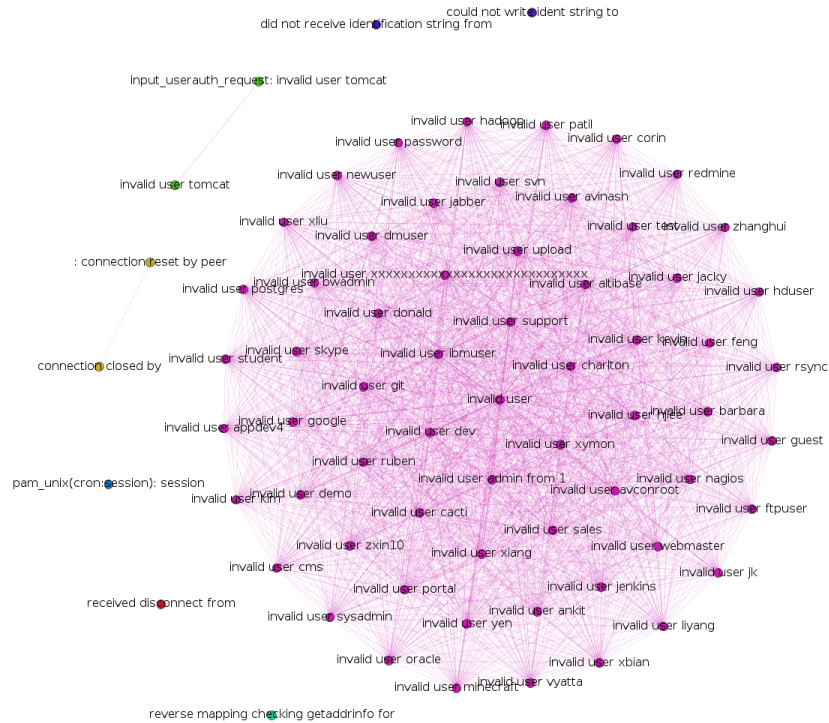 could not write ident string to
did not receive identification string from
input_userauth_request: invalid user tomcat
invalid user hadoop
invalid user patil
invalid user corin
invalid user password
invalid user redmine
invalid user newuser
invalid user svn
invalid user tomcat
invalid user avinash
invalid user jabber
invalid user xliu
invalid user test
invalid user zhanghui
invalid user dmuser
invalid user upload
: connection reset by peer
invalid user xxxxxxxxxxxxxxxxxxxxxxxxxxxxx
invalid user jacky
invalid user bwadmin
invalid user altibase
invalid user postgres
invalid user hduser
invalid user donald
invalid user support
invalid user kevin
invalid user feng
invalid user skype
invalid user ibmuser
invalid user student
connection closed by
invalid user charlton
invalid user rsync
invalid user git
invalid user
invalid user barbara
invalid user njlee
invalid user google
invalid user appdev4
invalid user dev
invalid user guest
invalid user xymon
invalid user ruben
invalid user admin from 1
invalid user nagios
pam_unix(cron:session): session
invalid user avconroot
invalid user demo
invalid user kim
invalid user ftpuser
invalid user cacti
invalid user sales
invalid user zxin10
invalid user webmaster
invalid user xiang
invalid user cms
invalid user jk
invalid user portal
invalid user jenkins
received disconnect from
invalid user ankit
invalid user sysadmin
invalid user yen
invalid user liyang
invalid user oracle
invalid user xbian
invalid user vyatta
invalid user minecraft
reverse mapping checking getaddrinfo for